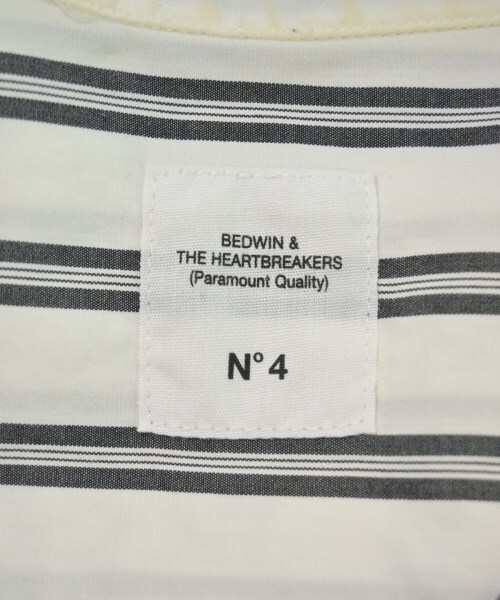 BEDWIN &
THE HEARTBREAKERS
(Paramount Quality)
N° 4